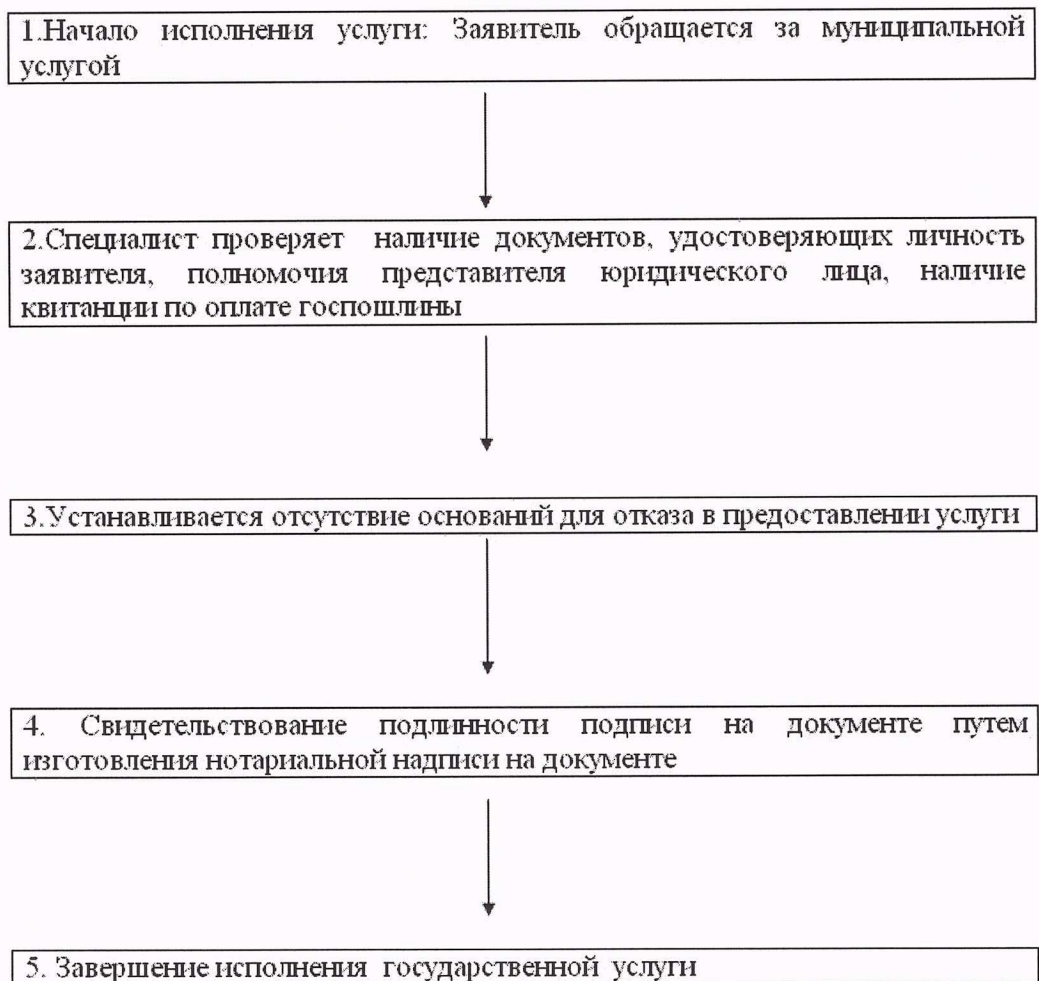 1.Начало исполнения услуги: Заявитель обращается за муниципальной
услугой
2.Специалист проверяет наличие документов, удостоверяющих личность
заявителя, полномочия представителя юридического лица, наличие
квитанции по оплате госпошлины
3.Устанавливается отсутствие оснований для отказа в предоставлении услуги
4. Свидетельствование подлинности подписи на документе путем
изготовления нотариальной надписи на документе
5. Завершение исполнения государственной услуги